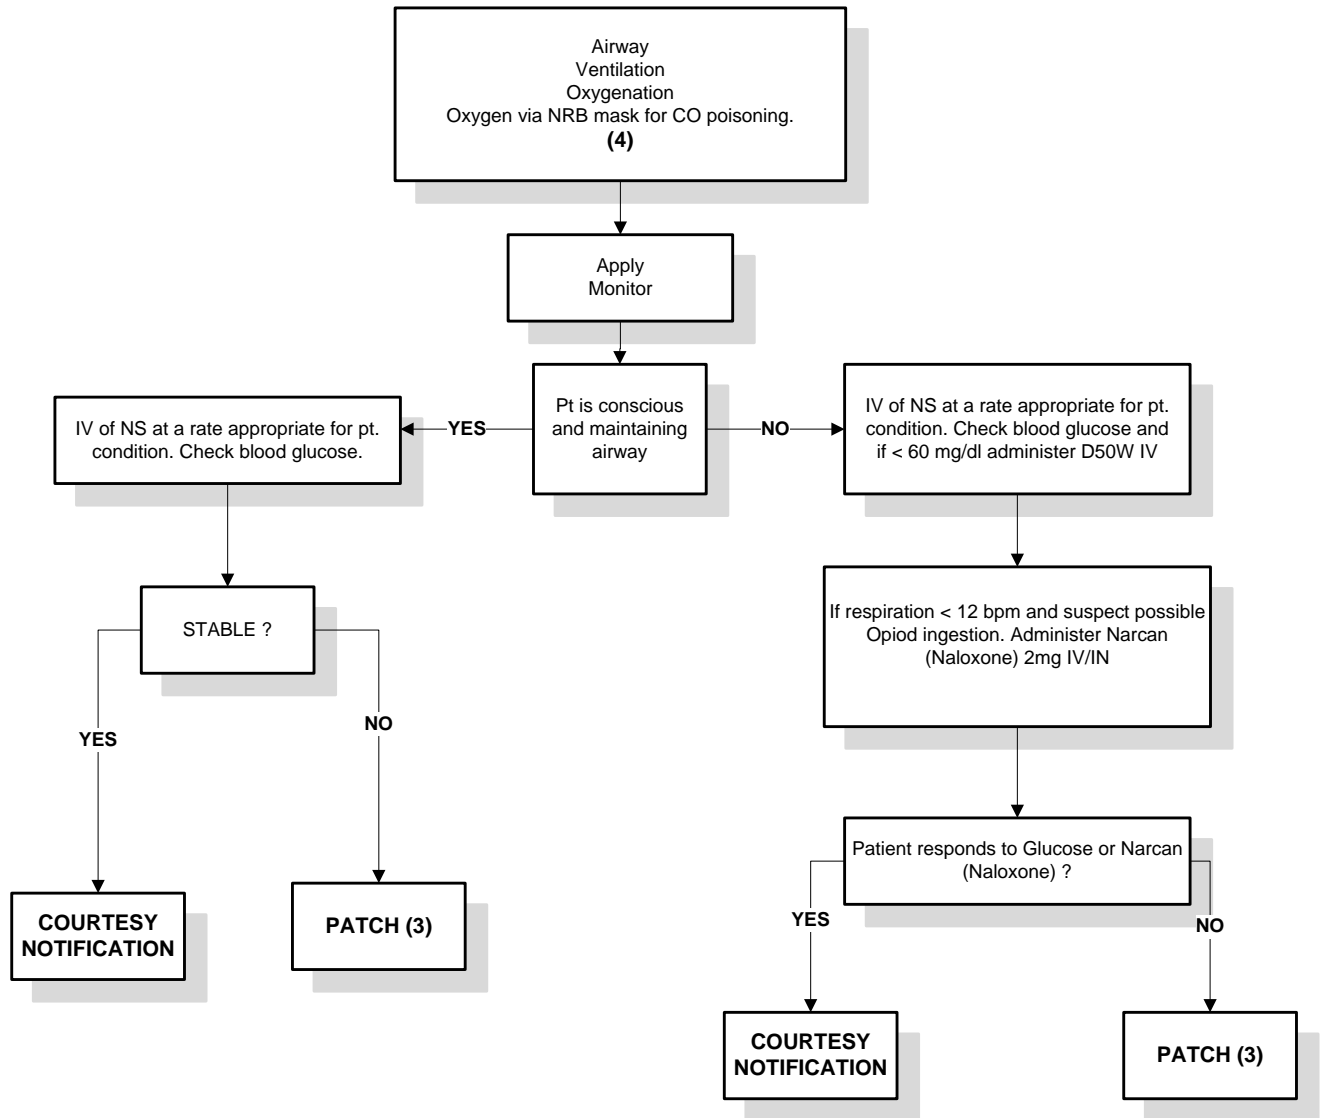 Airway
Ventilation
Oxygenation
Oxygen via NRB mask for CO poisoning.
(4)
Apply
Monitor
Pt is conscious
and maintaining
airway
YES
NO
IV of NS at a rate appropriate for pt.
condition. Check blood glucose.
IV of NS at a rate appropriate for pt.
condition. Check blood glucose and
if < 60 mg/dl administer D50W IV
STABLE ?
YES
NO
COURTESY
NOTIFICATION
PATCH (3)
If respiration < 12 bpm and suspect possible
Opiod ingestion. Administer Narcan
(Naloxone) 2mg IV/IN
Patient responds to Glucose or Narcan
(Naloxone) ?
YES
NO
COURTESY
NOTIFICATION
PATCH (3)